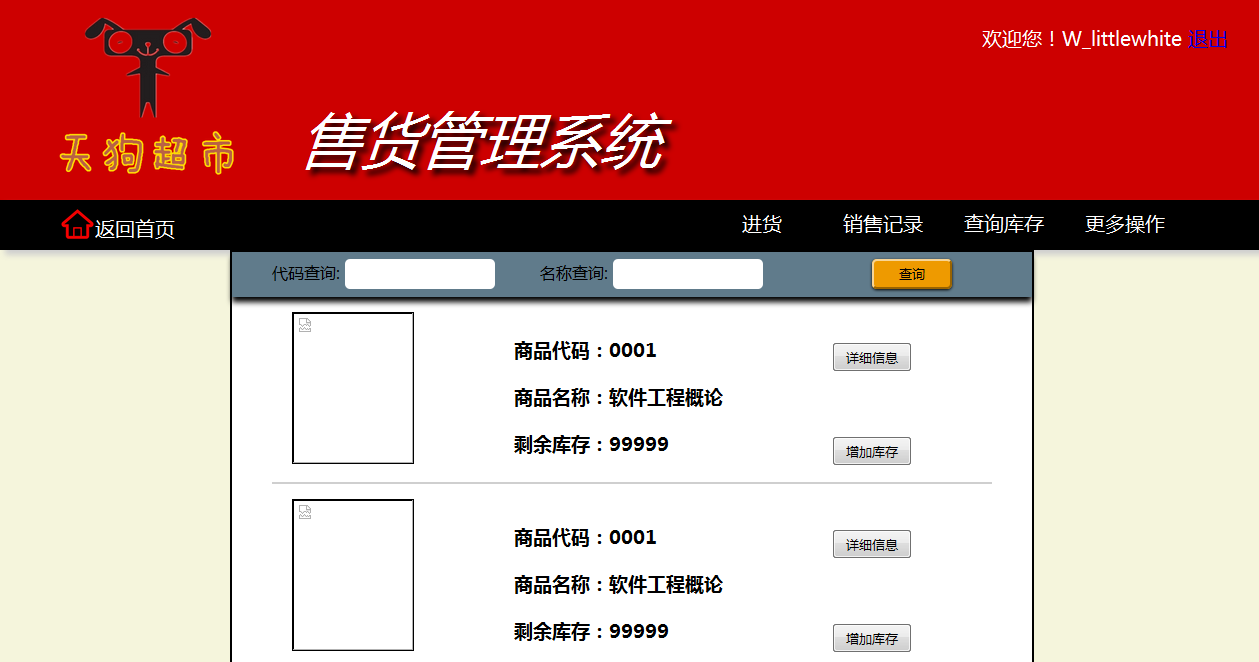 欢迎您！W_littlewhite 退出
天狗超市
售货管理系统
返回首页 进货 销售记录 查询库存 更多操作
代码查询: 名称查询: 查询
商品代码：0001
详细信息
商品名称：软件工程概论
剩余库存：99999
增加库存
商品代码：0001
详细信息
商品名称：软件工程概论
剩余库存：99999
增加库存